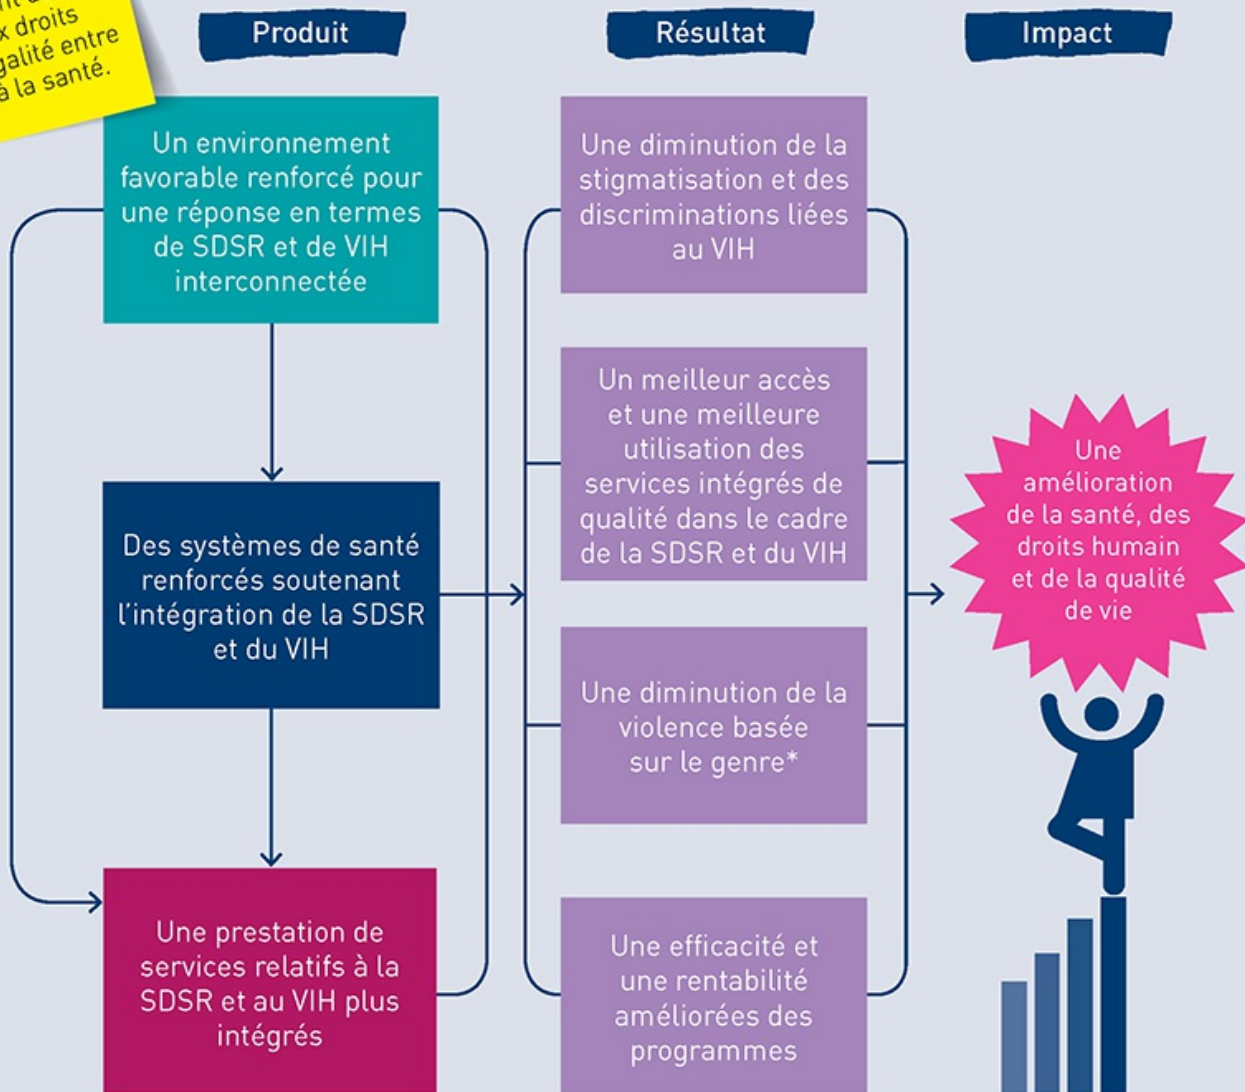 x droits
galité entre
à la santé.
Produit
Résultat
Impact
Un environnement
favorable renforcé pour
une réponse en termes
de SDSR et de VIH
interconnectée
Des systèmes de santé
renforcés soutenant
l'intégration de la SDSR
et du VIH
Une prestation de
services relatifs à la
SDSR et au VIH plus
intégrés
Une diminution de la
stigmatisation et des
discriminations liées
au VIH
Un meilleur accès
et une meilleure
utilisation des
services intégrés de
qualité dans le cadre
de la SDSR et du VIH
Une diminution de la
violence basée
sur le genre*
Une efficacité et
une rentabilité
améliorées des
programmes
Une
amélioration
de la santé, des
droits humain
et de la qualité
de vie